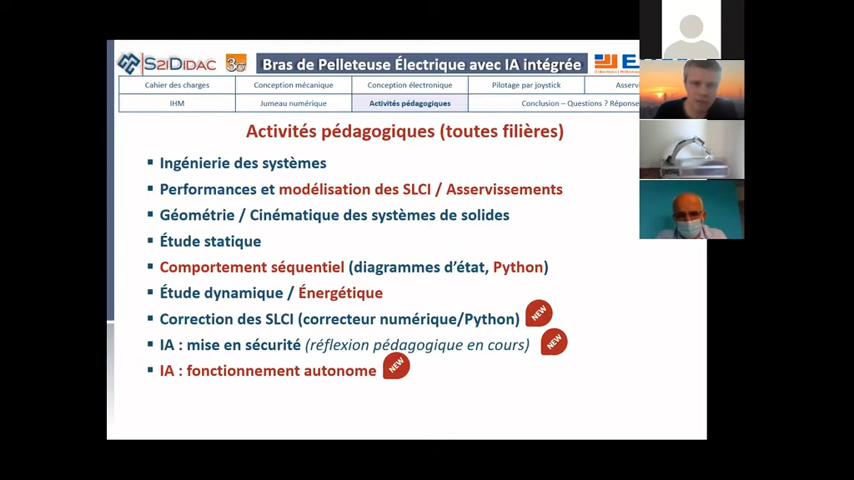 S2IDIDAC
Bras de Pelleteuse Électrique avec IA intégrée
Cahier des charges
Conception mécanique
Conception électronique
Pilotage par joystick
Asserv
IHM
Jumeau numérique
Activités pédagogiques
Conclusion – Questions ? Réponse
Activités pédagogiques (toutes filières)
▪ Ingénierie des systèmes
▪ Performances et modélisation des SLCI / Asservissements
▪ Géométrie / Cinématique des systèmes de solides
▪ Étude statique
▪ Comportement séquentiel (diagrammes d’état, Python)
▪ Étude dynamique / Énergétique
▪ Correction des SLCI (correcteur numérique/Python) NEW
▪ IA : mise en sécurité (réflexion pédagogique en cours) NEW
▪ IA : fonctionnement autonome NEW